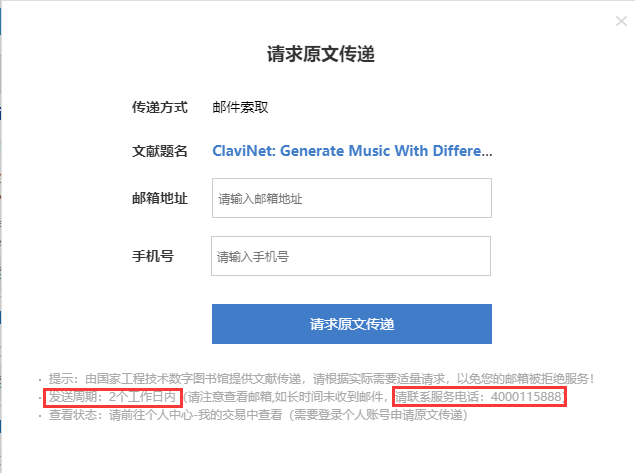 ×
请求原文传递
传递方式 邮件索取
文献题名 ClaviNet: Generate Music With Differe...
邮箱地址 请输入邮箱地址
手机号 请输入手机号
请求原文传递
· 提示：由国家工程技术数字图书馆提供文献传递，请根据实际需要适量请求，以免您的邮箱被拒绝服务！
· 发送周期：2个工作日内（请注意查看邮箱,如长时间未收到邮件，请联系服务电话：4000115888）
· 查看状态：请前往个人中心-我的交易中查看（需要登录个人账号申请原文传递）